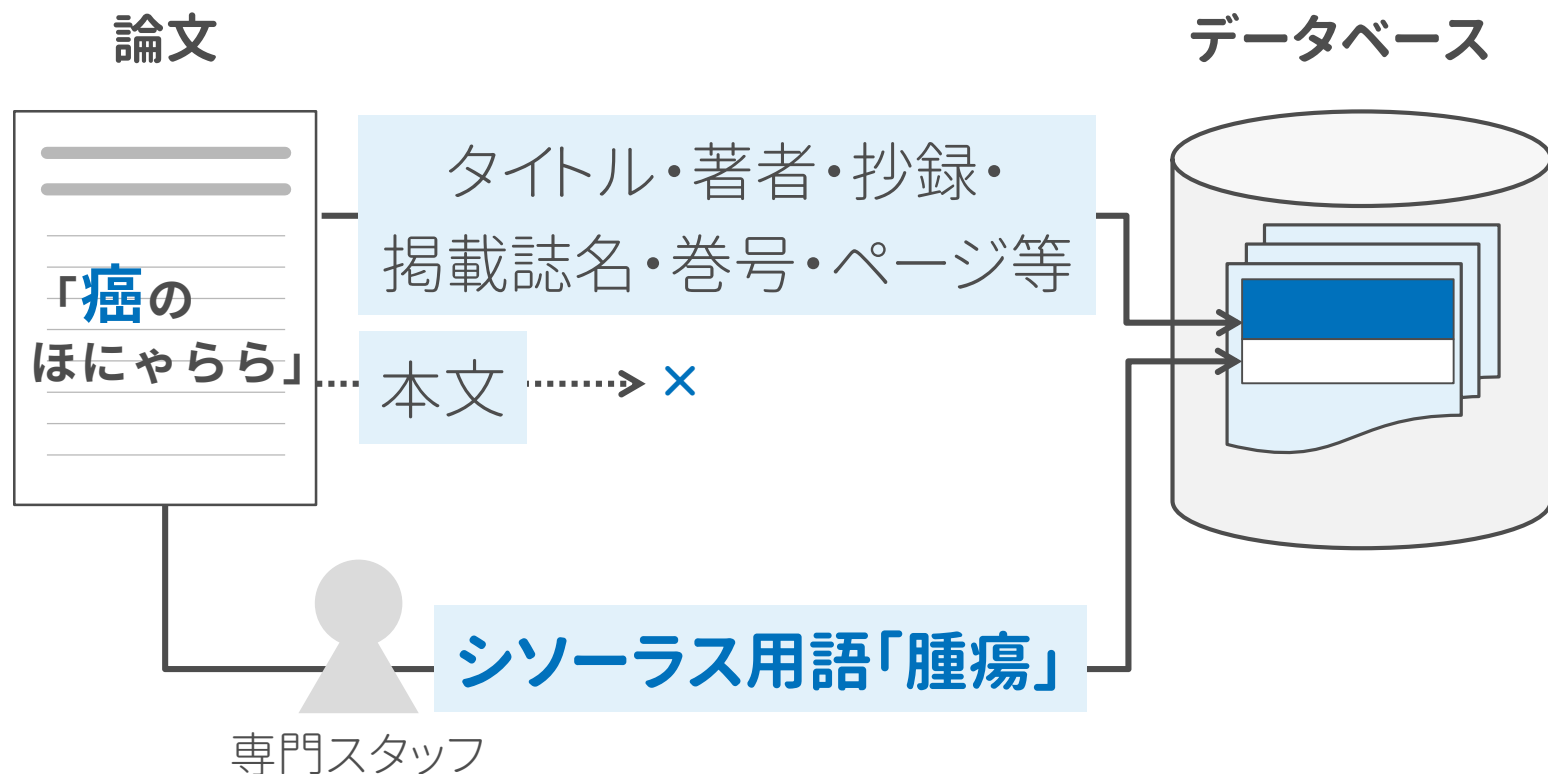 論文
データベース
タイトル・著者・抄録・
掲載誌名・巻号・ページ等
「癌の
ほにゃらら」
本文
×
シソーラス用語「腫瘍」
専門スタッフ